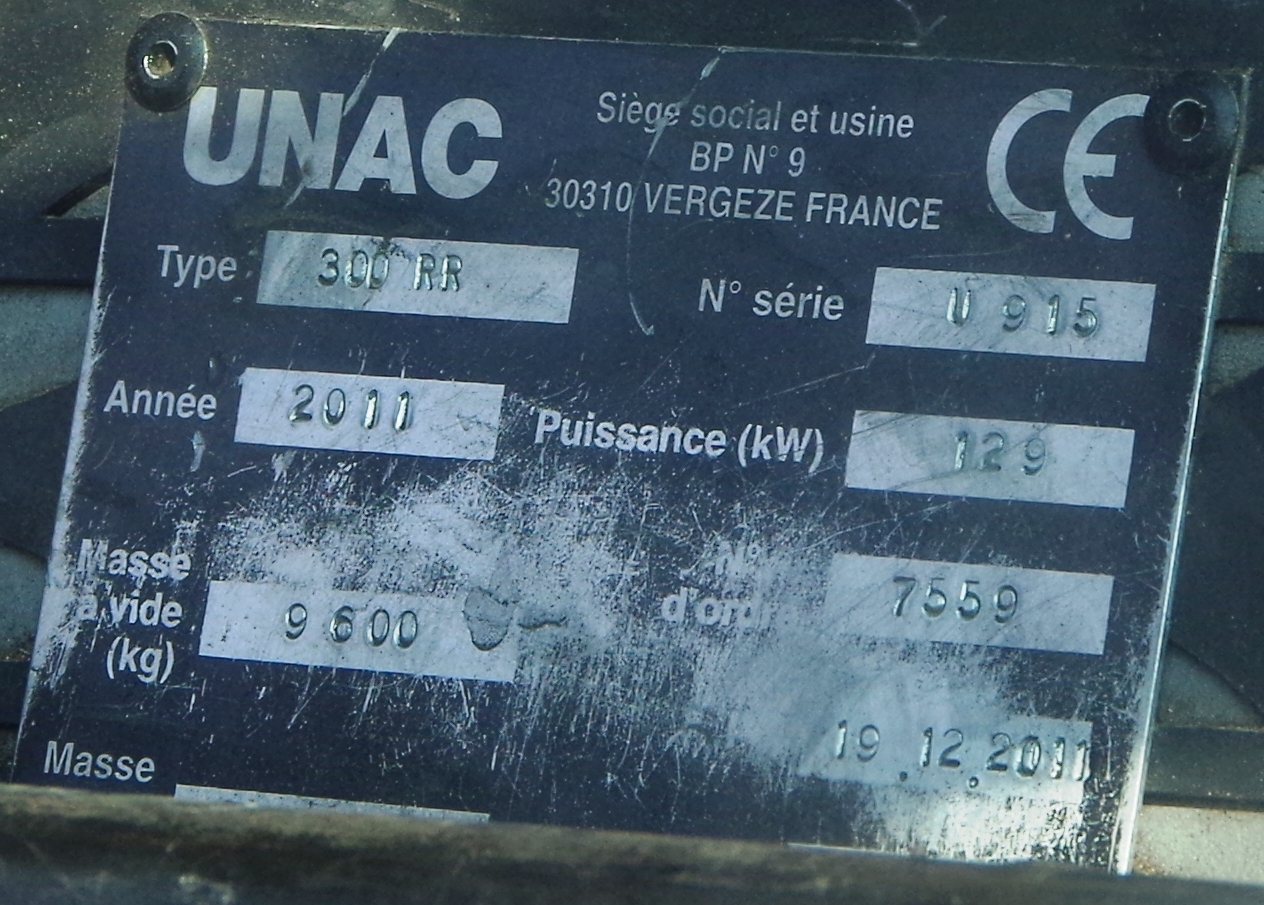 UNAC
Siège social et usine
BP N° 9
30310 VERGEZE FRANCE
CE
Type 300 RR
N° série U 915
Année 2011
Puissance (kW) 129
Masse
à vide
(kg)
9 600
N°
7559
19.12.2011
Masse